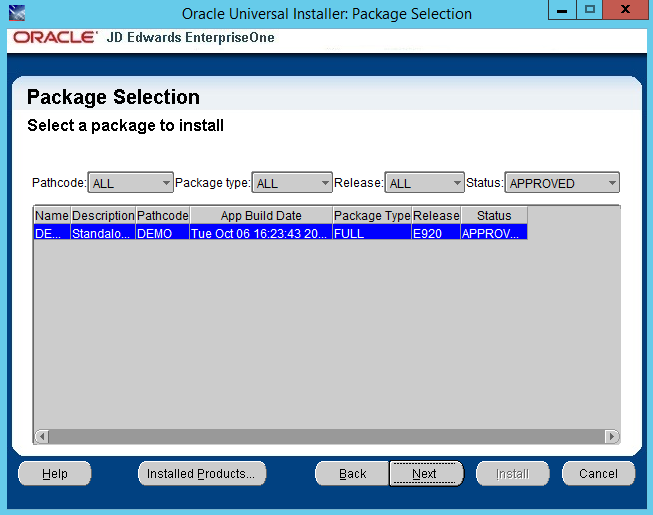 Oracle Universal Installer: Package Selection
ORACLE JD Edwards EnterpriseOne
Package Selection
Select a package to install
Pathcode: ALL Package type: ALL Release: ALL Status: APPROVED
Name Description Pathcode App Build Date Package Type Release Status
DE... Standalo... DEMO Tue Oct 06 16:23:43 20... FULL E920 APPROV...
Help Installed Products... Back Next Install Cancel